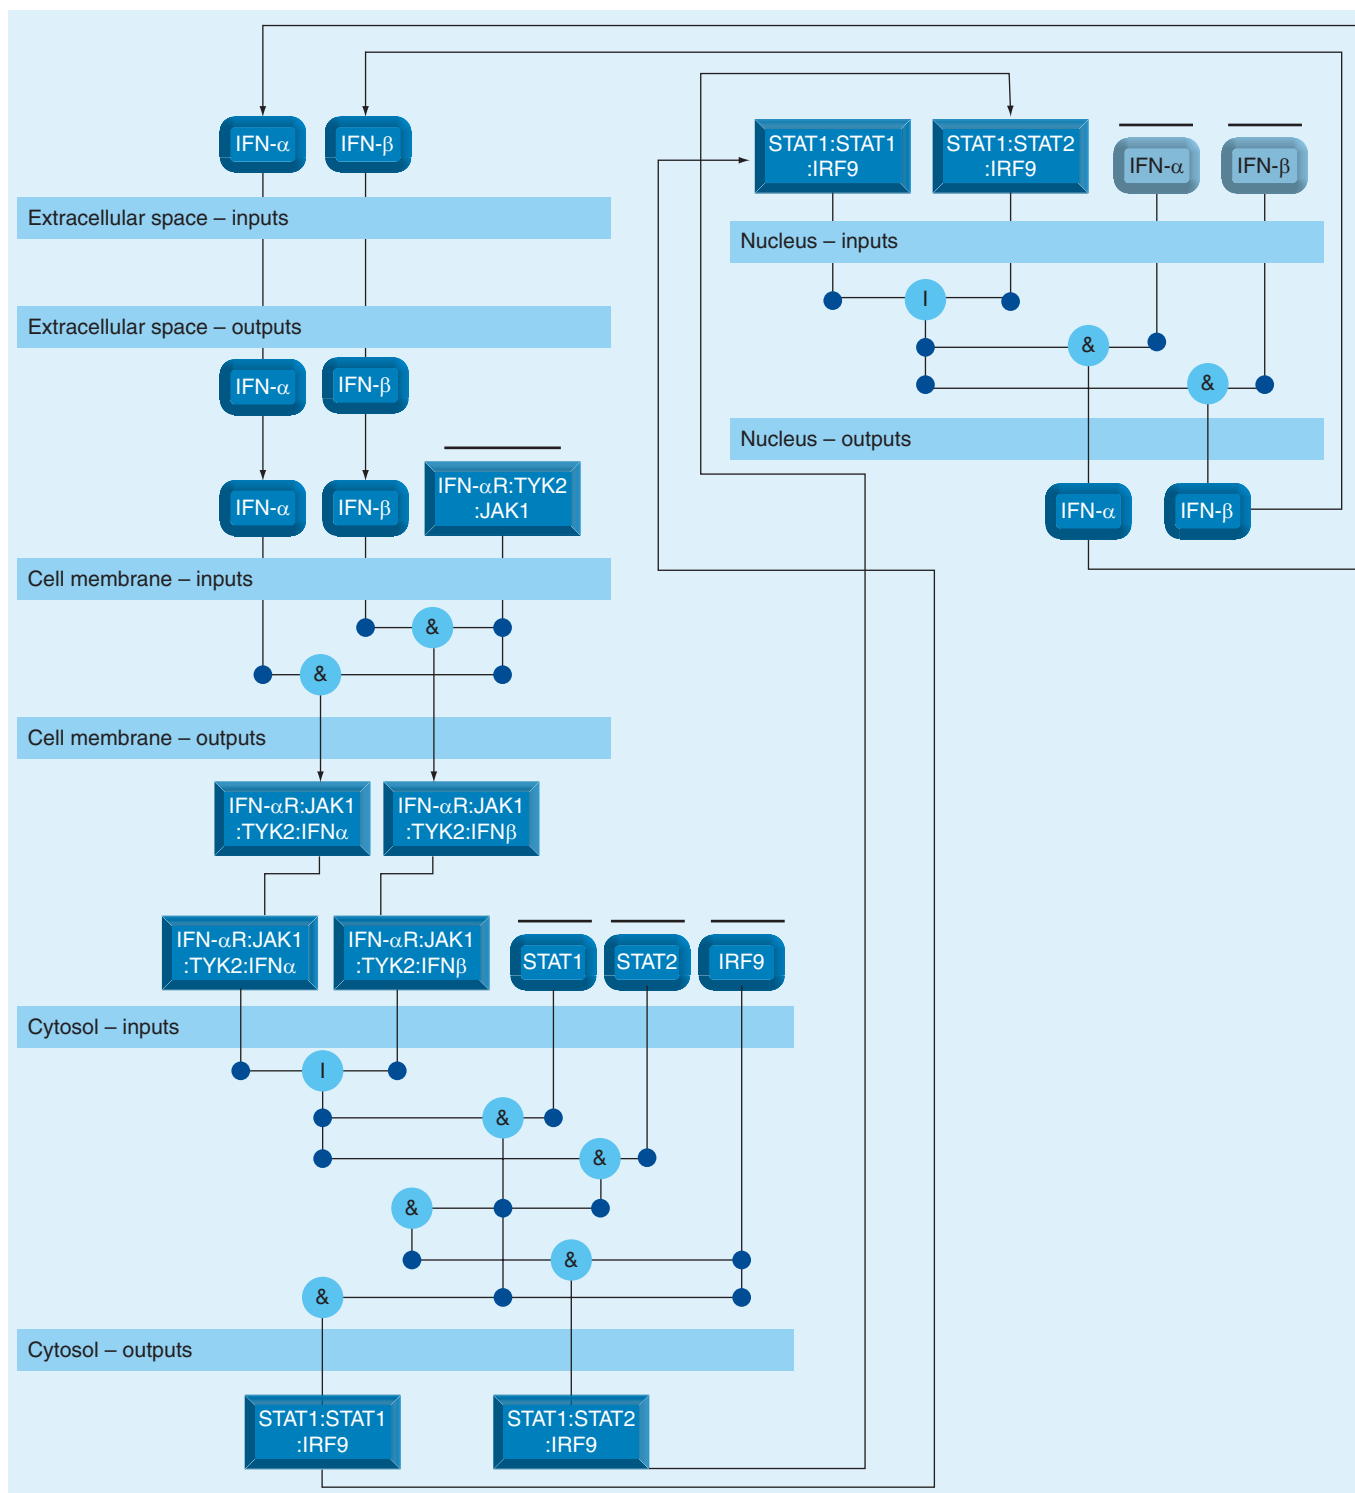 IFN-α
IFN-β
Extracellular space – inputs
Extracellular space – outputs
IFN-α
IFN-β
IFN-α
IFN-β
IFN-αR:TYK2
:JAK1
Cell membrane – inputs
&
&
Cell membrane – outputs
IFN-αR:JAK1
:TYK2:IFNα
IFN-αR:JAK1
:TYK2:IFNβ
IFN-αR:JAK1
:TYK2:IFNα
IFN-αR:JAK1
:TYK2:IFNβ
STAT1
STAT2
IRF9
Cytosol – inputs
I
&
&
&
&
&
Cytosol – outputs
STAT1:STAT1
:IRF9
STAT1:STAT2
:IRF9
STAT1:STAT1
:IRF9
STAT1:STAT2
:IRF9
IFN-α
IFN-β
Nucleus – inputs
I
&
&
Nucleus – outputs
IFN-α
IFN-β